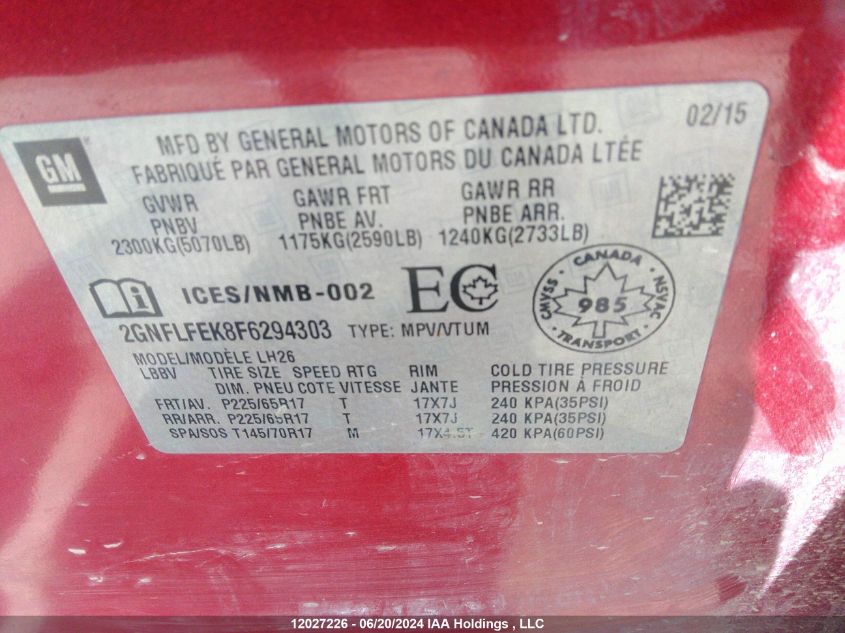 GM
MFD BY GENERAL MOTORS OF CANADA LTD. 02/15
FABRIQUÉ PAR GENERAL MOTORS DU CANADA LTÉE
GVWR GAWR FRT GAWR RR
PNBV PNBE AV. PNBE ARR.
2300KG(5070LB) 1175KG(2590LB) 1240KG(2733LB)
ICES/NMB-002 EC
CANADA
CMVSS 985 NSVAC
TRANSPORT
2GNFLFEK8F6294303 TYPE: MPV/VTUM
MODEL/MODÈLE LH26
LBBV TIRE SIZE SPEED RTG RIM COLD TIRE PRESSURE
DIM. PNEU COTE VITESSE JANTE PRESSION À FROID
FRT/AV. P225/65R17 T 17X7J 240 KPA(35PSI)
RR/ARR. P225/65R17 T 17X7J 240 KPA(35PSI)
SPA/SOS T145/70R17 M 17X4.5T 420 KPA(60PSI)
12027226 - 06/20/2024 IAA Holdings , LLC